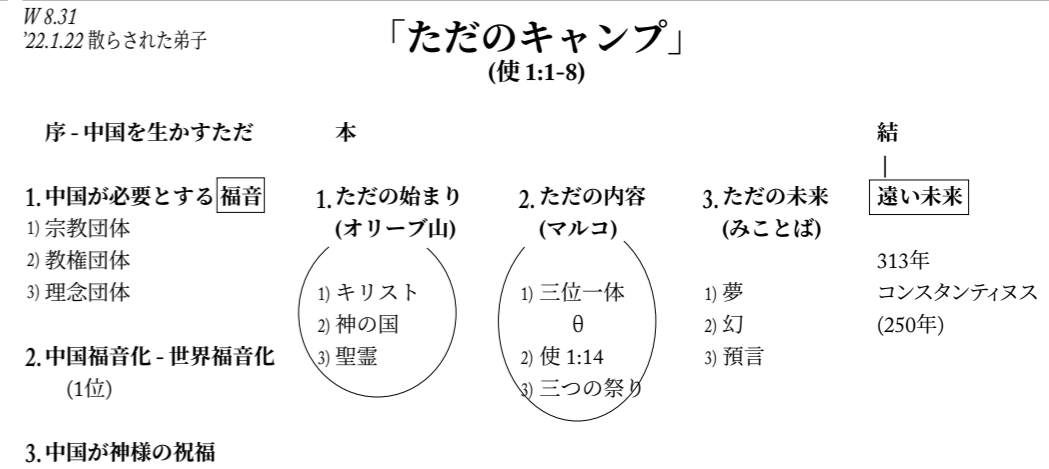 W 8.31
'22.1.22 散らされた弟子
「ただのキャンプ」
(使 1:1-8)
序 - 中国を生かすただ
1. 中国が必要とする 福音
1) 宗教団体
2) 教権団体
3) 理念団体
2. 中国福音化 - 世界福音化
(1位)
3. 中国が神様の祝福
本
1. ただの始まり
(オリーブ山)
1) キリスト
2) 神の国
3) 聖霊
2. ただの内容
(マルコ)
1) 三位一体
θ
2) 使 1:14
3) 三つの祭り
3. ただの未来
(みことば)
1) 夢
2) 幻
3) 預言
結
遠い未来
313年
コンスタンティヌス
(250年)